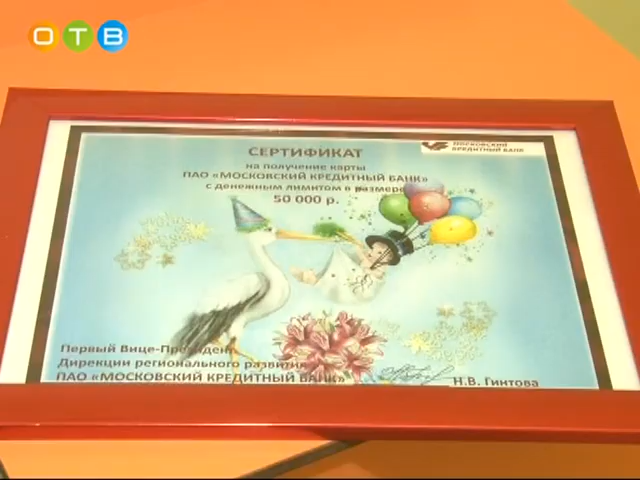 ОТВ
МОСКОВСКИЙ
КРЕДИТНЫЙ БАНК
СЕРТИФИКАТ
на получение карты
ПАО «МОСКОВСКИЙ КРЕДИТНЫЙ БАНК»
с денежным лимитом в размере
50 000 р.
Первый Вице-Президент
Дирекции регионального развития
ПАО «МОСКОВСКИЙ КРЕДИТНЫЙ БАНК»
Н.В. Гинтова